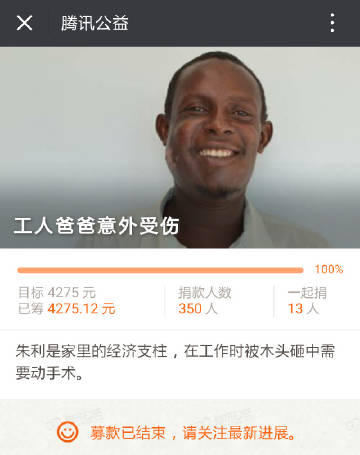 腾讯公益
工人爸爸意外受伤
100%
目标 4275 元
捐款人数
一起捐
已筹 4275.12 元
350 人
13 人
朱利是家里的经济支柱，在工作时被木头砸中需
要动手术。
募款已结束，请关注最新进展。